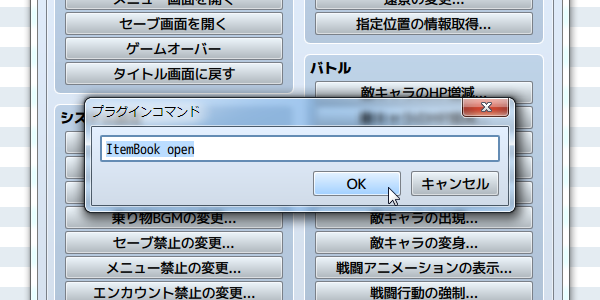 メニュー画面を開く
セーブ画面を開く
ゲームオーバー
タイトル画面に戻す
遠景の変更...
指定位置の情報取得...
バトル
敵キャラのHP増減...
シス
プラグインコマンド
ItemBook open
OK
キャンセル
乗り物BGMの変更...
セーブ禁止の変更...
メニュー禁止の変更...
エンカウント禁止の変更...
敵キャラの出現...
敵キャラの変身...
戦闘アニメーションの表示...
戦闘行動の強制...